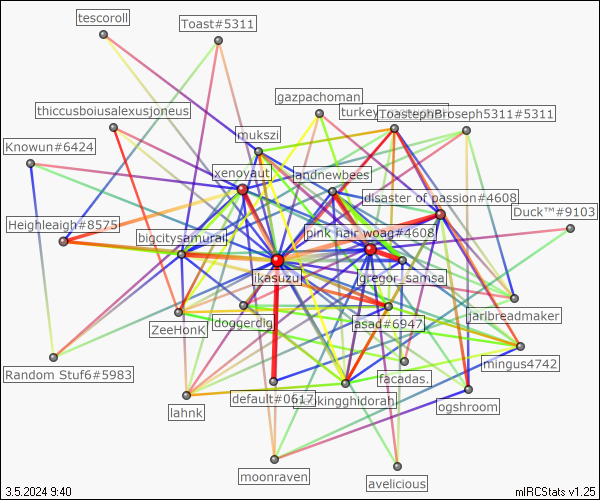 tescoroll
Toast#5311
gazpachoman
turkey
ToastephBroseph5311#5311
thiccusboiusalexusjoneus
mukszi
Knowun#6424
xenoyaut
andnewbees
disaster of passion#4608
Duck™#9103
Heighleagh#8575
bigcitysamurai
pink hair woag#4608
ikasuzu
gregor_samsa
jarlbreadmaker
ZeeHonk
doggerdig
asad#6947
mingus4742
Random Stuf6#5983
facadas.
default#0617
kingghidorah
ogshroom
lahnk
moonraven
avelicious
3.5.2024 9:40
mIRCStats v1.25